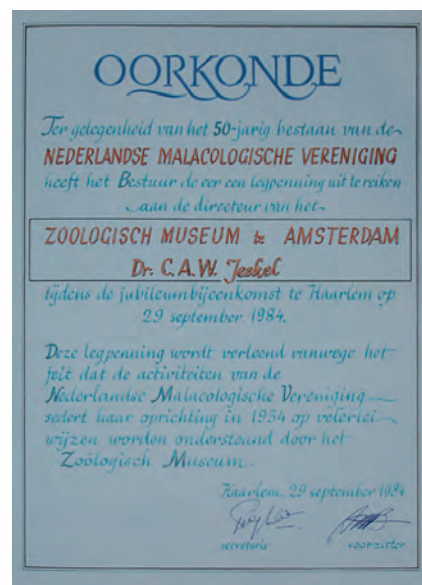 OORKONDE
Ter gelegenheid van het 50-jarig bestaan van de
NEDERLANDSE MALACOLOGISCHE VERENIGING
heeft het Bestuur de eer een legpenning uit te reiken
aan de directeur van het
ZOOLOGISCH MUSEUM te AMSTERDAM
Dr. C.A.W. Jeekel
tijdens de jubileumbijeenkomst te Haarlem op
29 september 1984.
Deze legpenning wordt verleend vanwege het
feit dat de activiteiten van de
Nederlandse Malacologische Vereniging
sedert haar oprichting in 1934 op velerlei
wijzen worden ondersteund door het
Zoölogisch Museum.
Haarlem, 29 september 1984
secretaris voorzitter